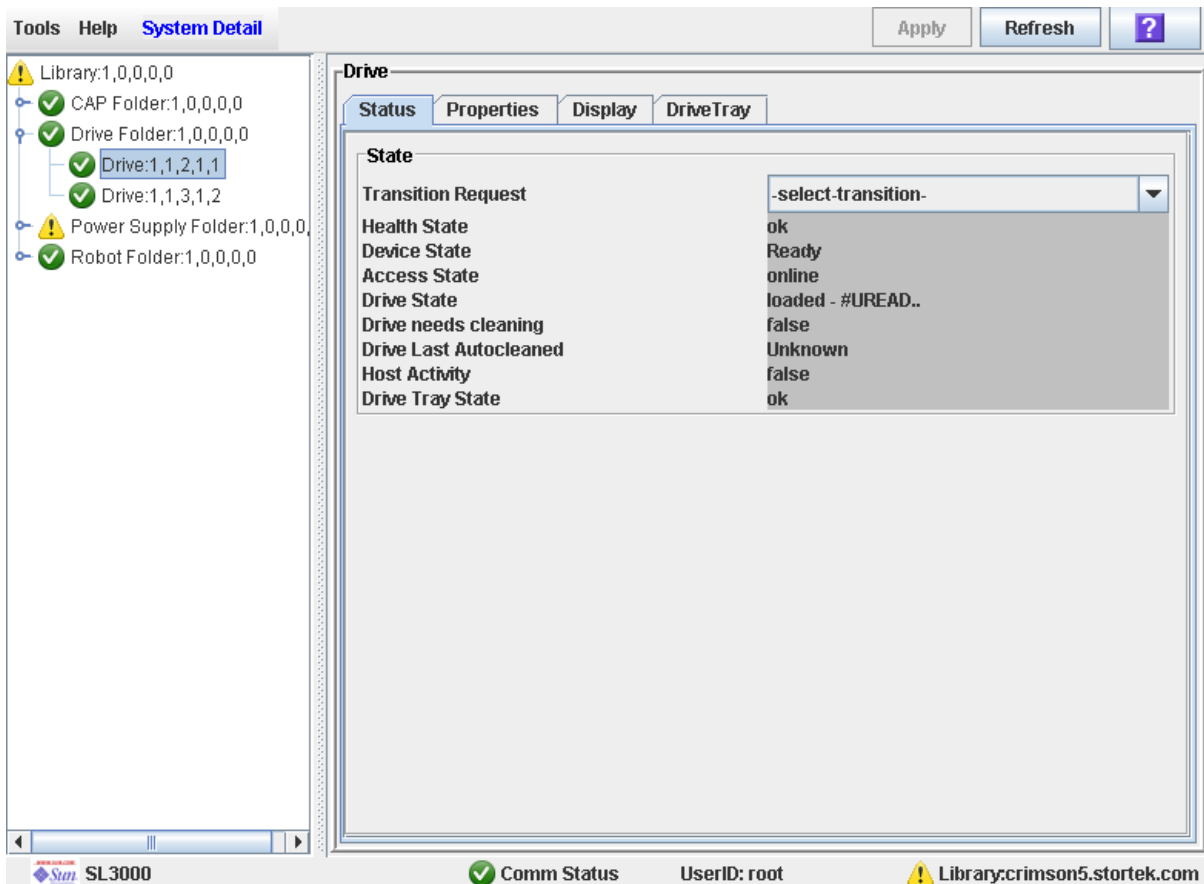 Tools Help System Detail Apply Refresh ?
Library:1,0,0,0,0
CAP Folder:1,0,0,0,0
Drive Folder:1,0,0,0,0
Drive:1,1,2,1,1
Drive:1,1,3,1,2
Power Supply Folder:1,0,0,0,
Robot Folder:1,0,0,0,0
Drive
Status Properties Display DriveTray
State
Transition Request -select-transition-
Health State ok
Device State Ready
Access State online
Drive State loaded - #UREAD..
Drive needs cleaning false
Drive Last Autocleaned Unknown
Host Activity false
Drive Tray State ok
Sun SL3000 Comm Status UserID: root Library:crimson5.stortek.com